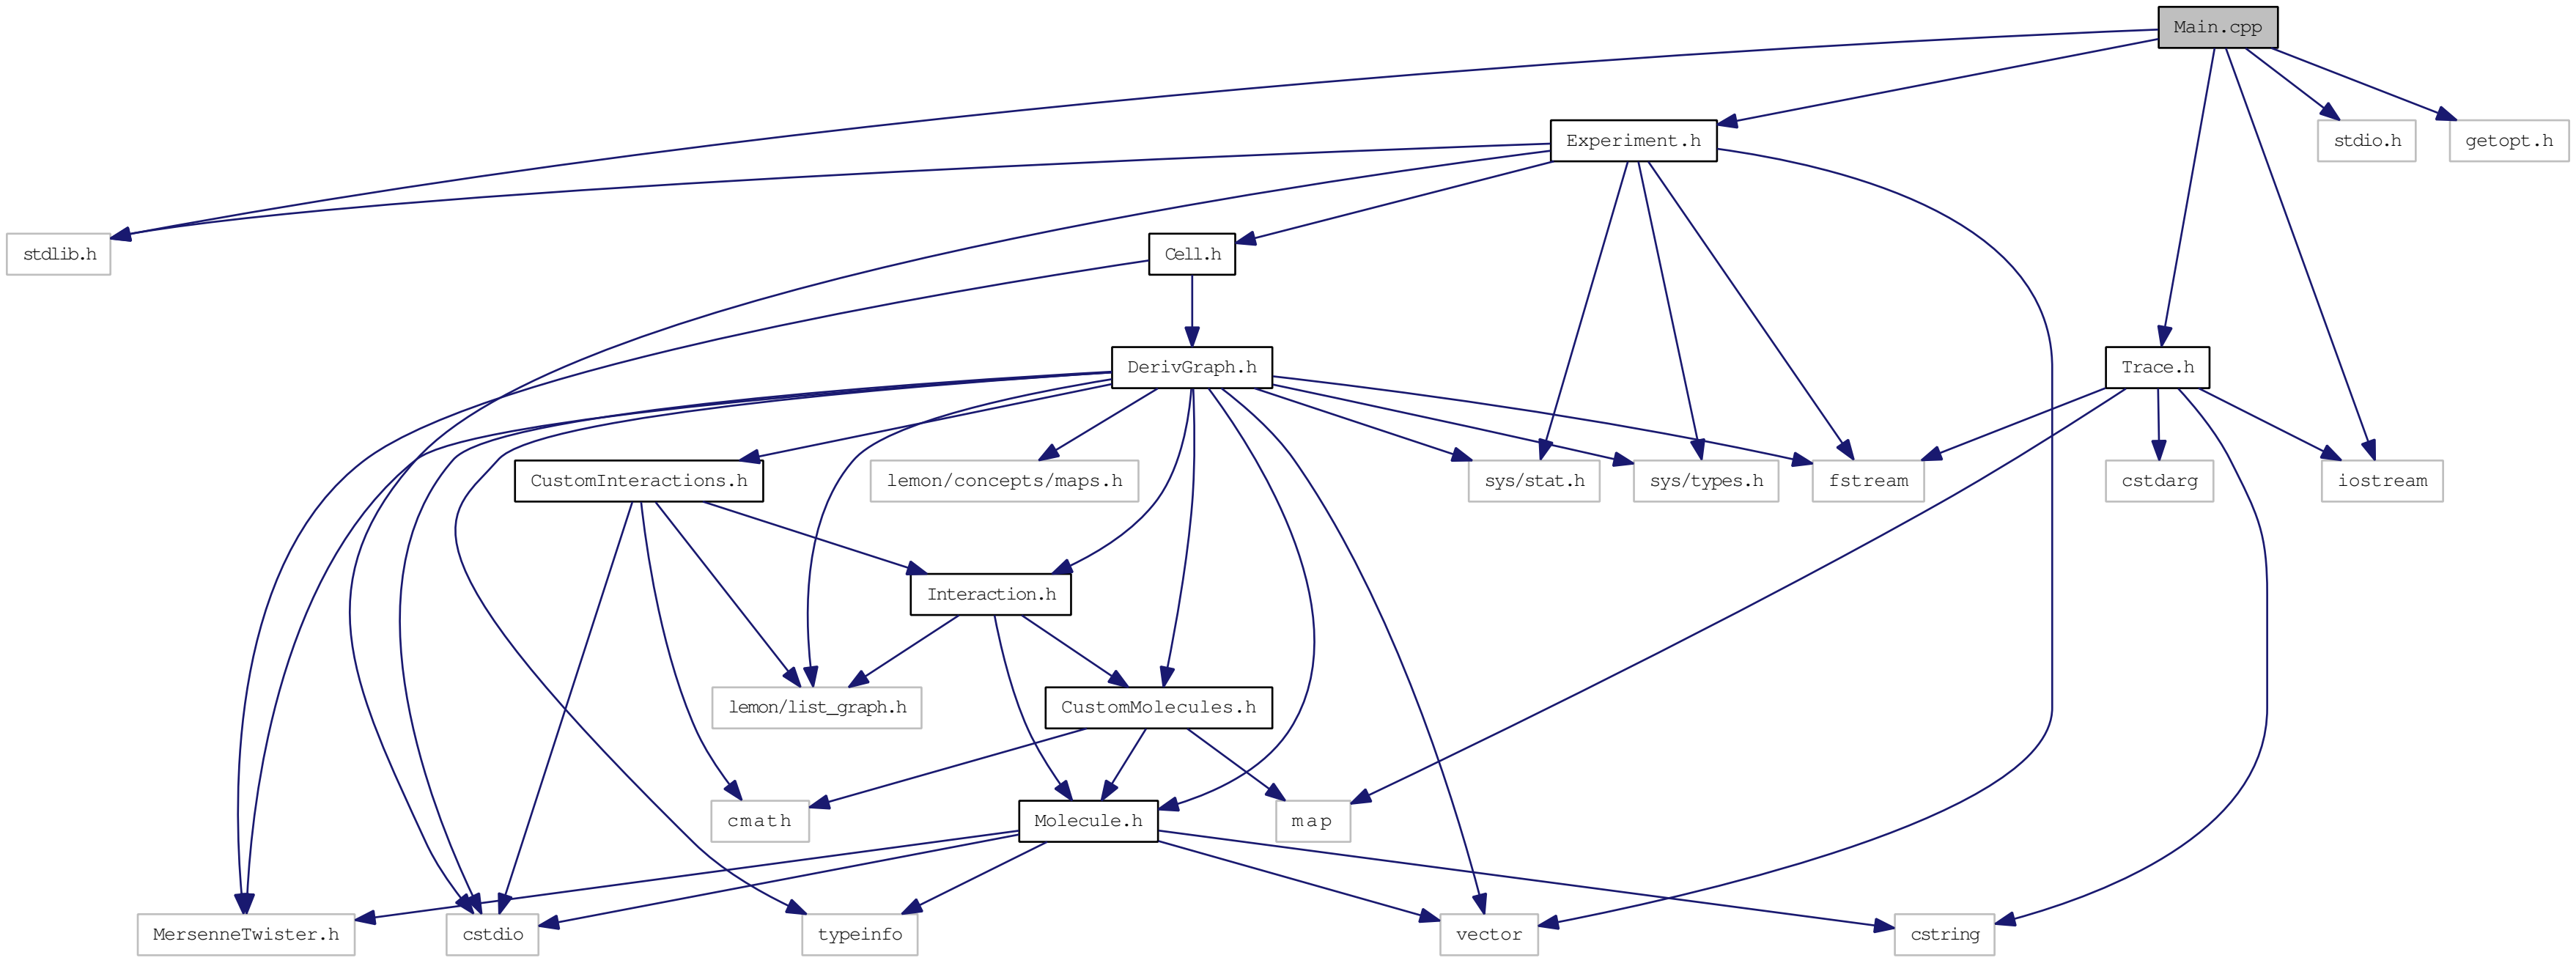 Main.cpp
Experiment.h
stdio.h
getopt.h
stdlib.h
Cell.h
DerivGraph.h
Trace.h
CustomInteractions.h
lemon/concepts/maps.h
sys/stat.h
sys/types.h
fstream
cstdarg
iostream
Interaction.h
lemon/list_graph.h
CustomMolecules.h
cmath
Molecule.h
map
MersenneTwister.h
cstdio
typeinfo
vector
cstring